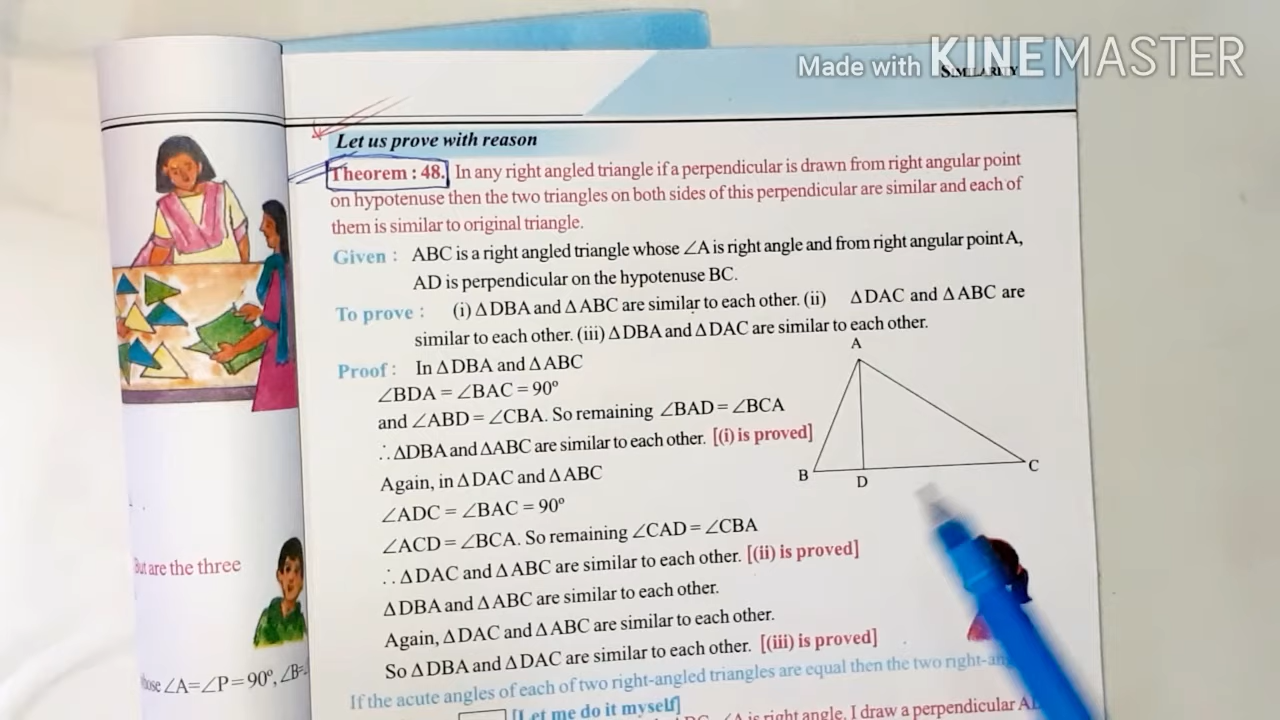 Made with KINEMASTER
SIMILARITY
Let us prove with reason
Theorem : 48. In any right angled triangle if a perpendicular is drawn from right angular point
on hypotenuse then the two triangles on both sides of this perpendicular are similar and each of
them is similar to original triangle.
Given : ABC is a right angled triangle whose ∠A is right angle and from right angular point A,
AD is perpendicular on the hypotenuse BC.
To prove : (i) ΔDBA and ΔABC are similar to each other. (ii) ΔDAC and ΔABC are
similar to each other. (iii) ΔDBA and ΔDAC are similar to each other.
Proof : In ΔDBA and ΔABC
∠BDA = ∠BAC = 90º
and ∠ABD = ∠CBA. So remaining ∠BAD = ∠BCA
∴ ΔDBA and ΔABC are similar to each other. [(i) is proved]
Again, in ΔDAC and ΔABC
∠ADC = ∠BAC = 90º
∠ACD = ∠BCA. So remaining ∠CAD = ∠CBA
∴ ΔDAC and ΔABC are similar to each other. [(ii) is proved]
ΔDBA and ΔABC are similar to each other.
Again, ΔDAC and ΔABC are similar to each other.
So ΔDBA and ΔDAC are similar to each other. [(iii) is proved]
If the acute angles of each of two right-angled triangles are equal then the two right-
[Let me do it myself]
∠A is right angle. I draw a perpendicular
A
B
D
C
But are the three
∠A=∠P=90º, ∠B=